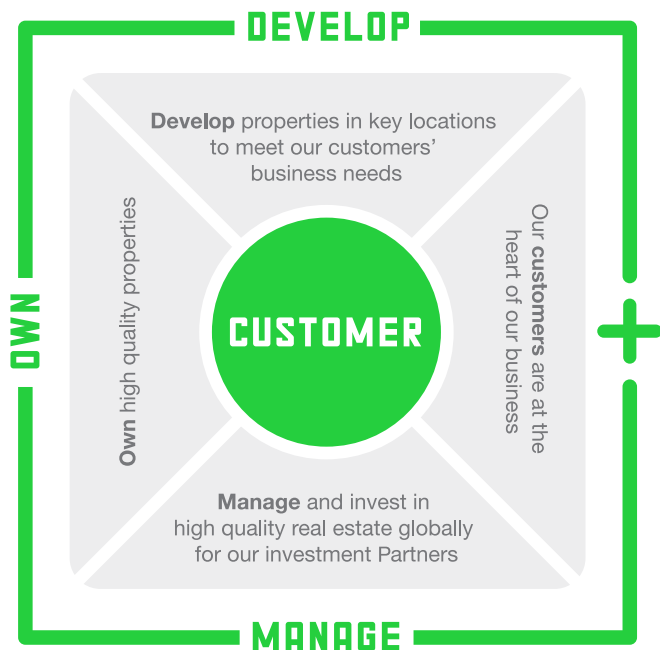 DEVELOP
Develop properties in key locations
to meet our customers'
business needs
OWN
Own high quality properties
CUSTOMER
Our customers are at the
heart of our business
+
Manage and invest in
high quality real estate globally
for our investment Partners
MANAGE